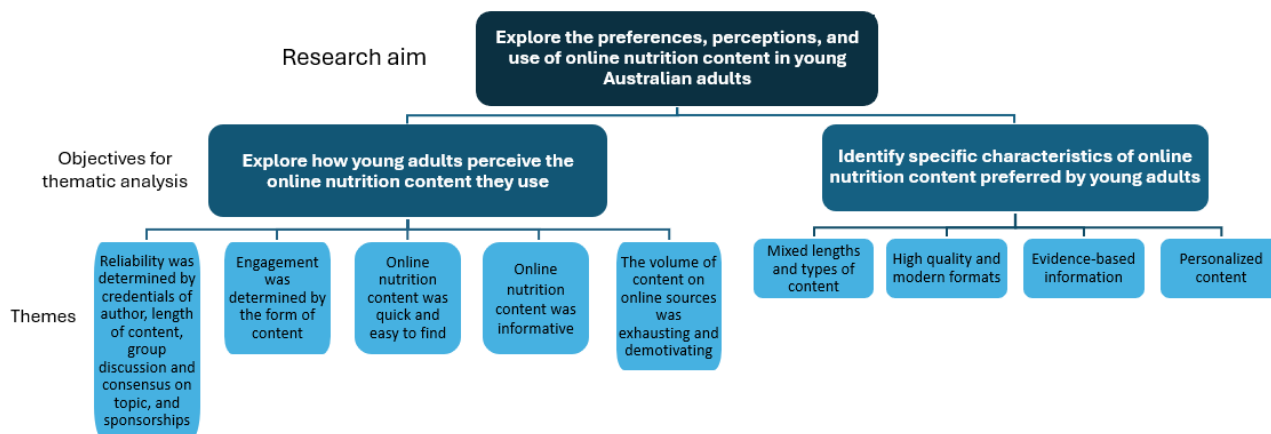 Research aim
Explore the preferences, perceptions, and
use of online nutrition content in young
Australian adults
Objectives for
thematic analysis
Explore how young adults perceive the
online nutrition content they use
Identify specific characteristics of online
nutrition content preferred by young adults
Themes
Reliability was
determined by
credentials of
author, length
of content,
group
discussion and
consensus on
topic, and
sponsorships
Engagement
was
determined by
the form of
content
Online
nutrition
content was
quick and
easy to find
Online
nutrition
content was
informative
The volume of
content on
online sources
was
exhausting and
demotivating
Mixed lengths
and types of
content
High quality and
modern formats
Evidence-based
information
Personalized
content